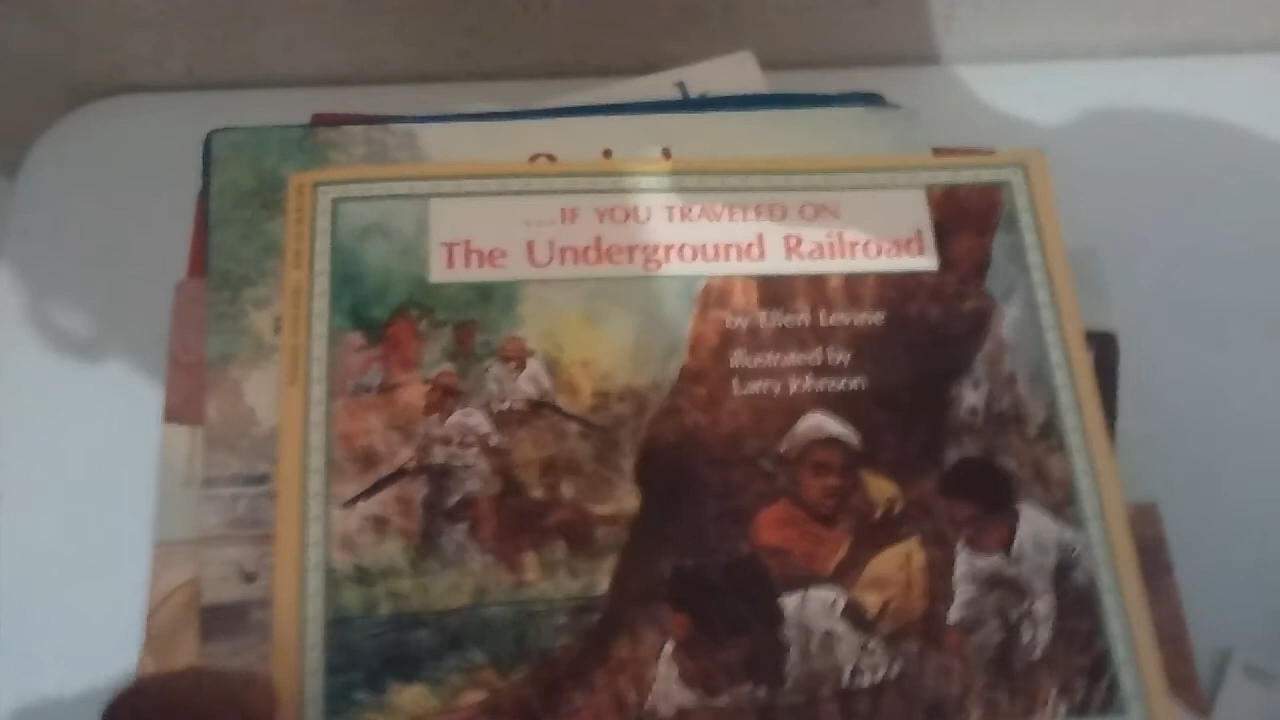 ...IF YOU TRAVELED ON
The Underground Railroad
by Ellen Levine
illustrated by
Larry Johnson